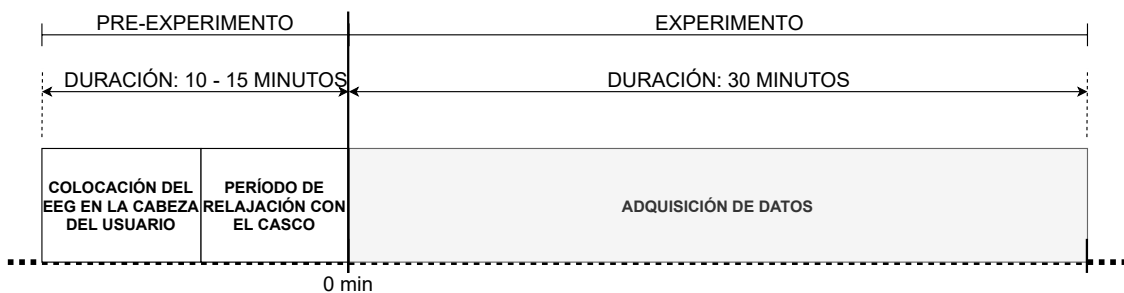 PRE-EXPERIMENTO
EXPERIMENTO
DURACIÓN: 10 - 15 MINUTOS
DURACIÓN: 30 MINUTOS
COLOCACIÓN DEL
EEG EN LA CABEZA
DEL USUARIO
PERÍODO DE
RELAJACIÓN CON
EL CASCO
ADQUISICIÓN DE DATOS
0 min